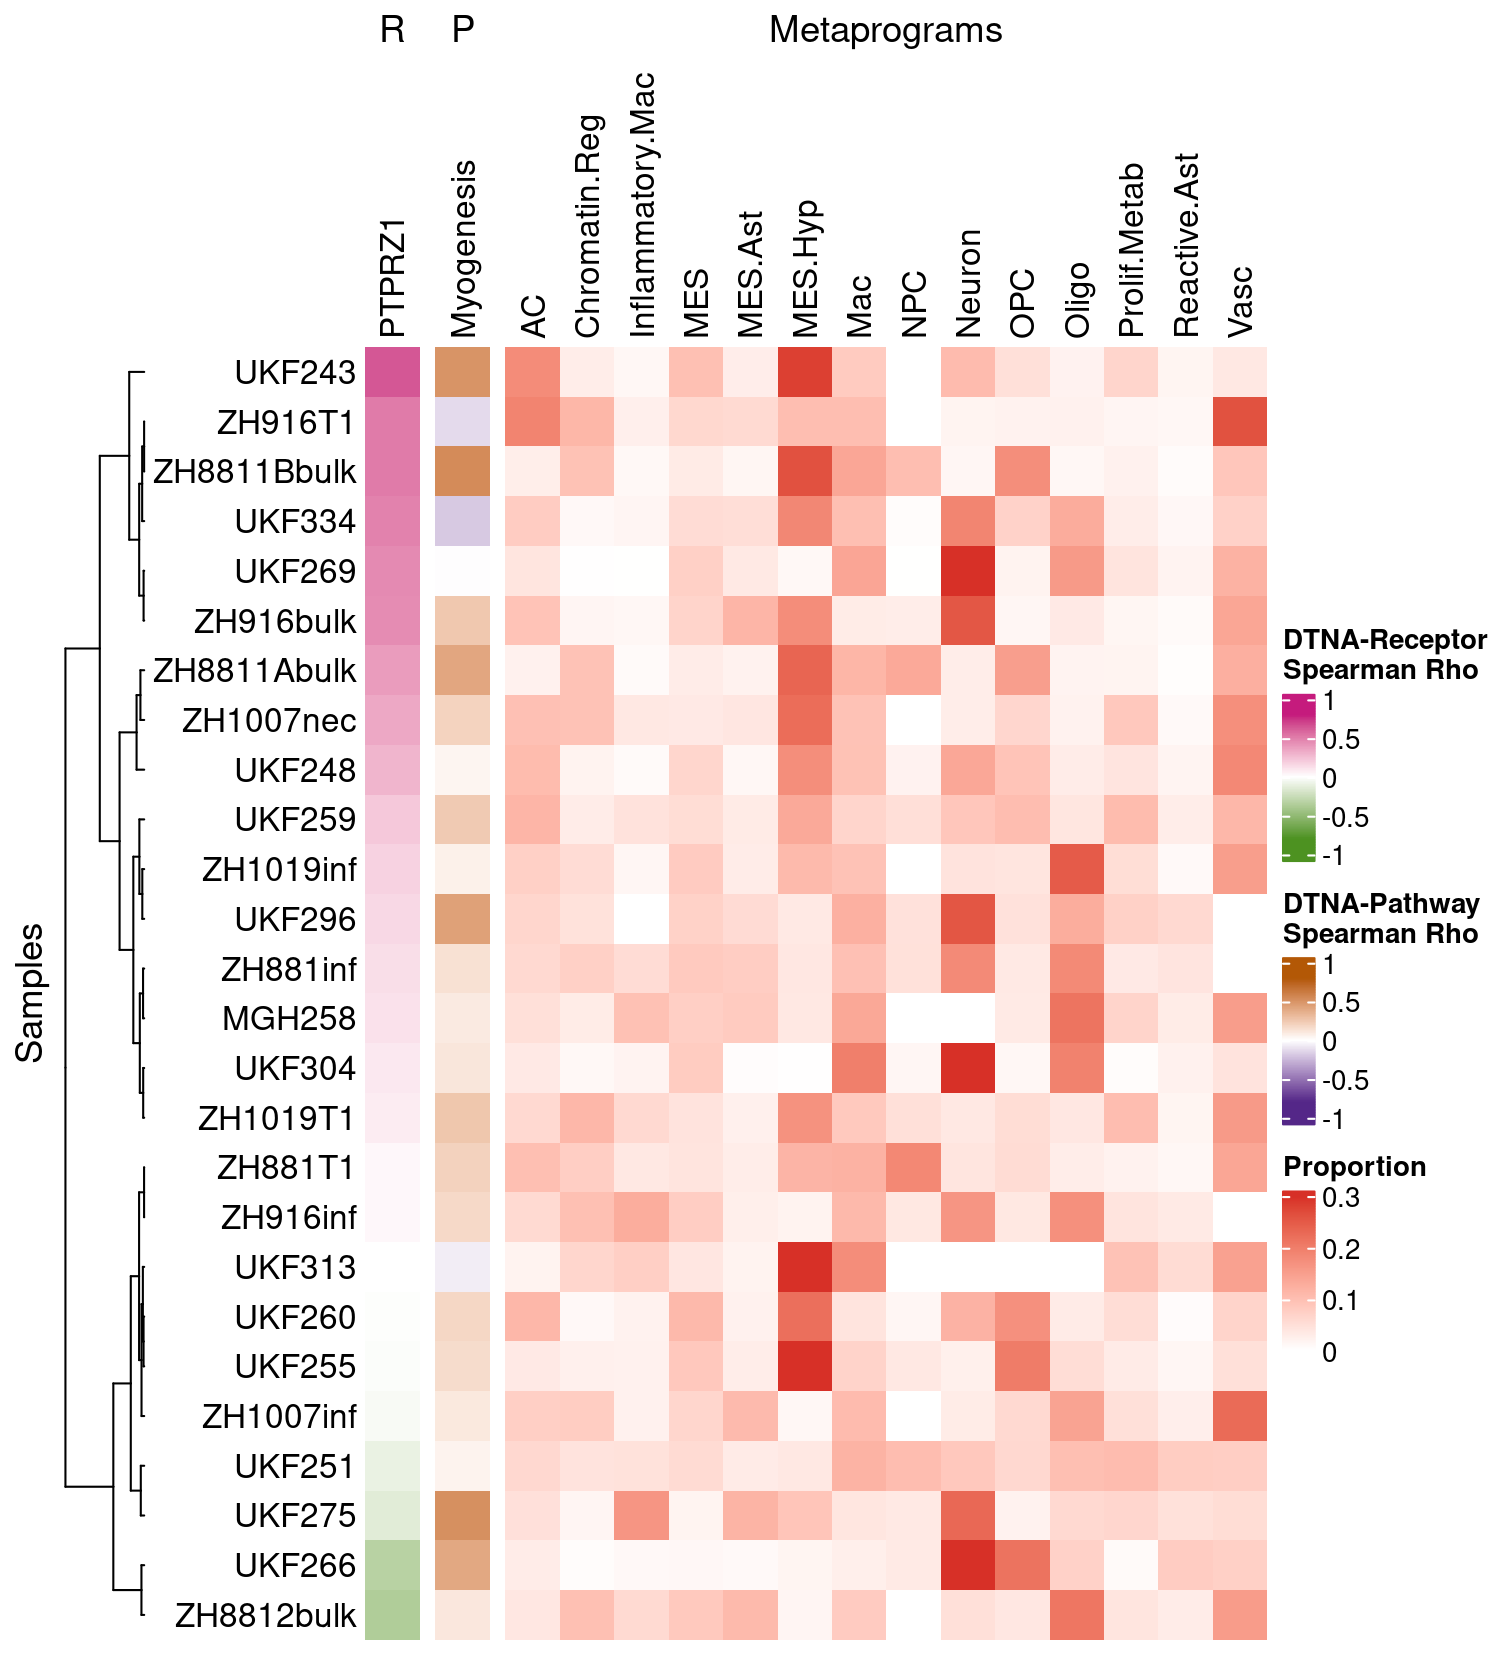 R P Metaprograms
PTPRZ1
Myogenesis
AC
Chromatin.Reg
Inflammatory.Mac
MES
MES.Ast
MES.Hyp
Mac
NPC
Neuron
OPC
Oligo
Prolif.Metab
Reactive.Ast
Vasc
Samples
UKF243
ZH916T1
ZH8811Bbulk
UKF334
UKF269
ZH916bulk
ZH8811Abulk
ZH1007nec
UKF248
UKF259
ZH1019inf
UKF296
ZH881inf
MGH258
UKF304
ZH1019T1
ZH881T1
ZH916inf
UKF313
UKF260
UKF255
ZH1007inf
UKF251
UKF275
UKF266
ZH8812bulk
DTNA-Receptor
Spearman Rho
1
0.5
0
-0.5
-1
DTNA-Pathway
Spearman Rho
1
0.5
0
-0.5
-1
Proportion
0.3
0.2
0.1
0